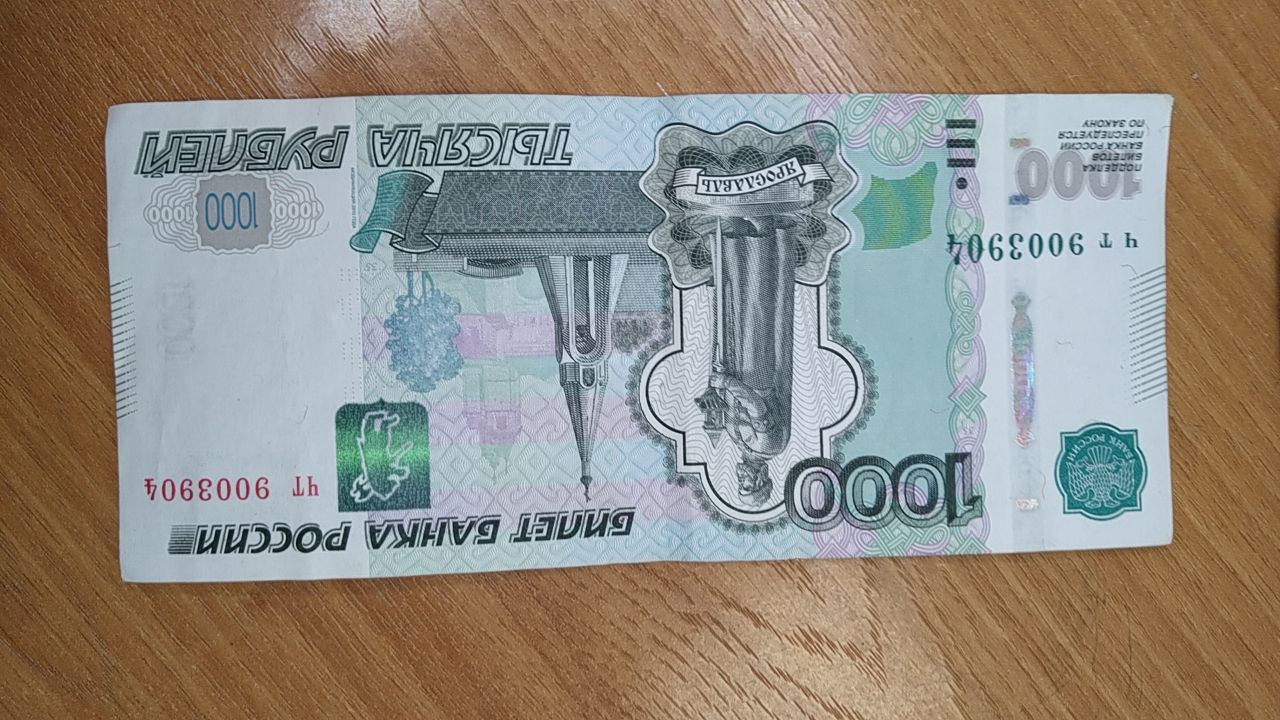 БИЛЕТ БАНКА РОССИИ
1000
БАНК РОССИИ
ЧТ 9003904
ЧТ 9003904
1000
ПОДДЕЛКА
БИЛЕТОВ
БАНКА РОССИИ
ПРЕСЛЕДУЕТСЯ
ПО ЗАКОНУ
ЯРОСЛАВЛЬ
1000 1000 1000
ТЫСЯЧА РУБЛЕЙ